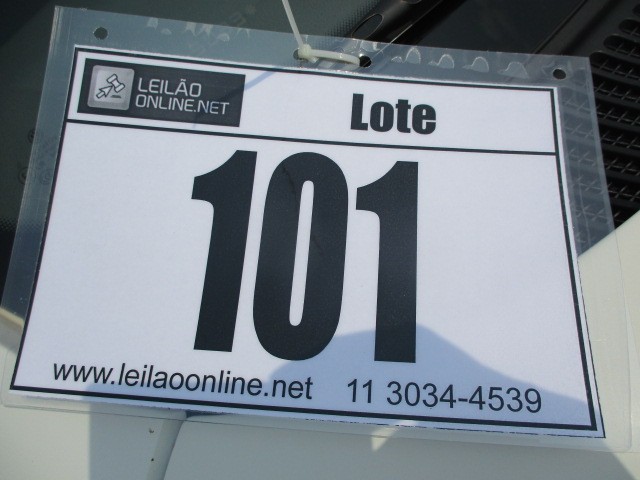 LEILÃO
ONLINE.NET
Lote
101
www.leilaoonline.net 11 3034-4539